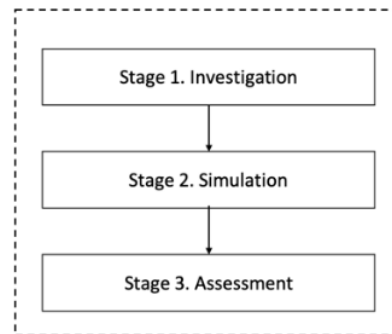 Stage 1. Investigation
Stage 2. Simulation
Stage 3. Assessment